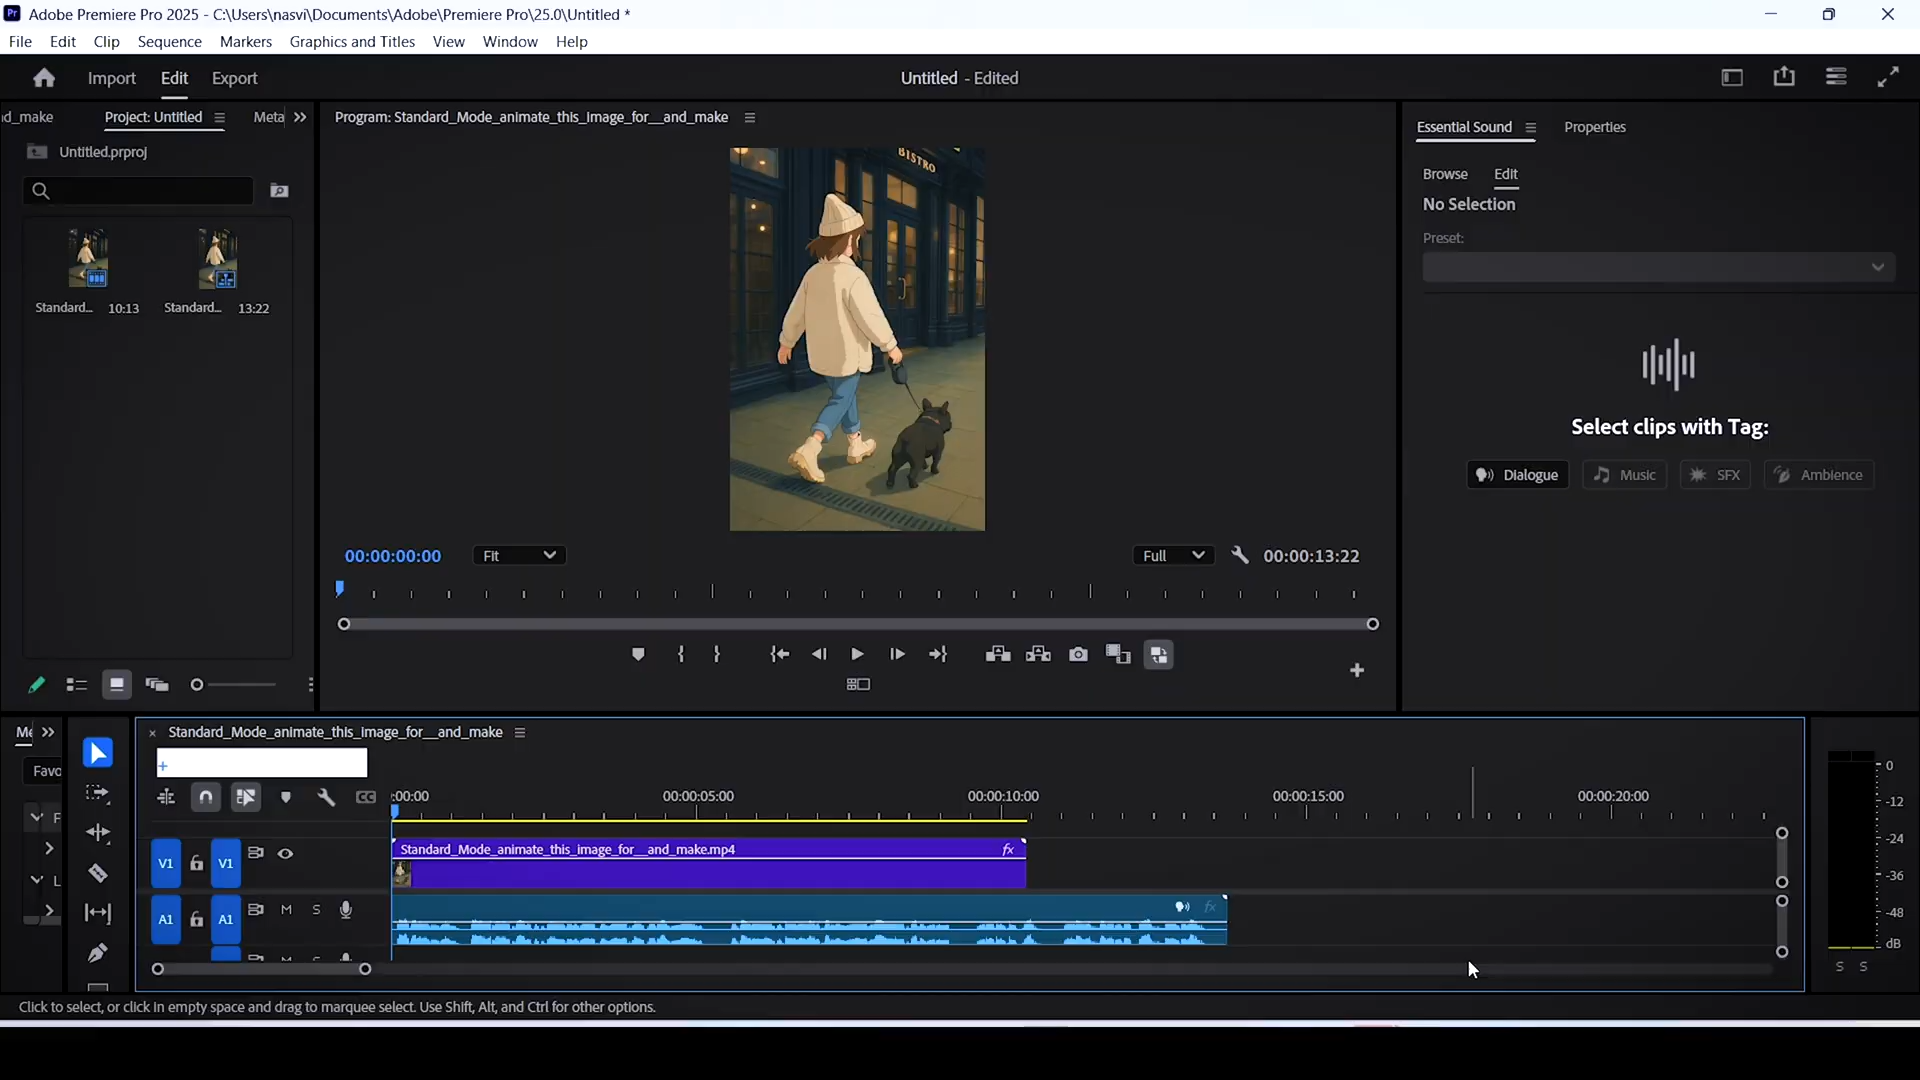 Pr Adobe Premiere Pro 2025 - C:\Users\nasvi\Documents\Adobe\Premiere Pro\25.0\Untitled *
File Edit Clip Sequence Markers Graphics and Titles View Window Help
Import Edit Export
Untitled - Edited
d_make Project: Untitled Meta
Program: Standard_Mode_animate_this_image_for__and_make
Essential Sound Properties
Untitled.prproj
BISTRO
Browse Edit
No Selection
Preset:
Standard... 10:13 Standard... 13:22
Select clips with Tag:
Dialogue Music SFX Ambience
00:00:00:00 Fit Full 00:00:13:22
Me
Standard_Mode_animate_this_image_for__and_make
+
Favo
:00:00 00:00:05:00 00:00:10:00 00:00:15:00 00:00:20:00
CC
F
V1 V1
Standard_Mode_animate_this_image_for__and_make.mp4 fx
L
A1 A1 M S
fx
M S
0
-12
-24
-36
-48
dB
S S
Click to select, or click in empty space and drag to marquee select. Use Shift, Alt, and Ctrl for other options.